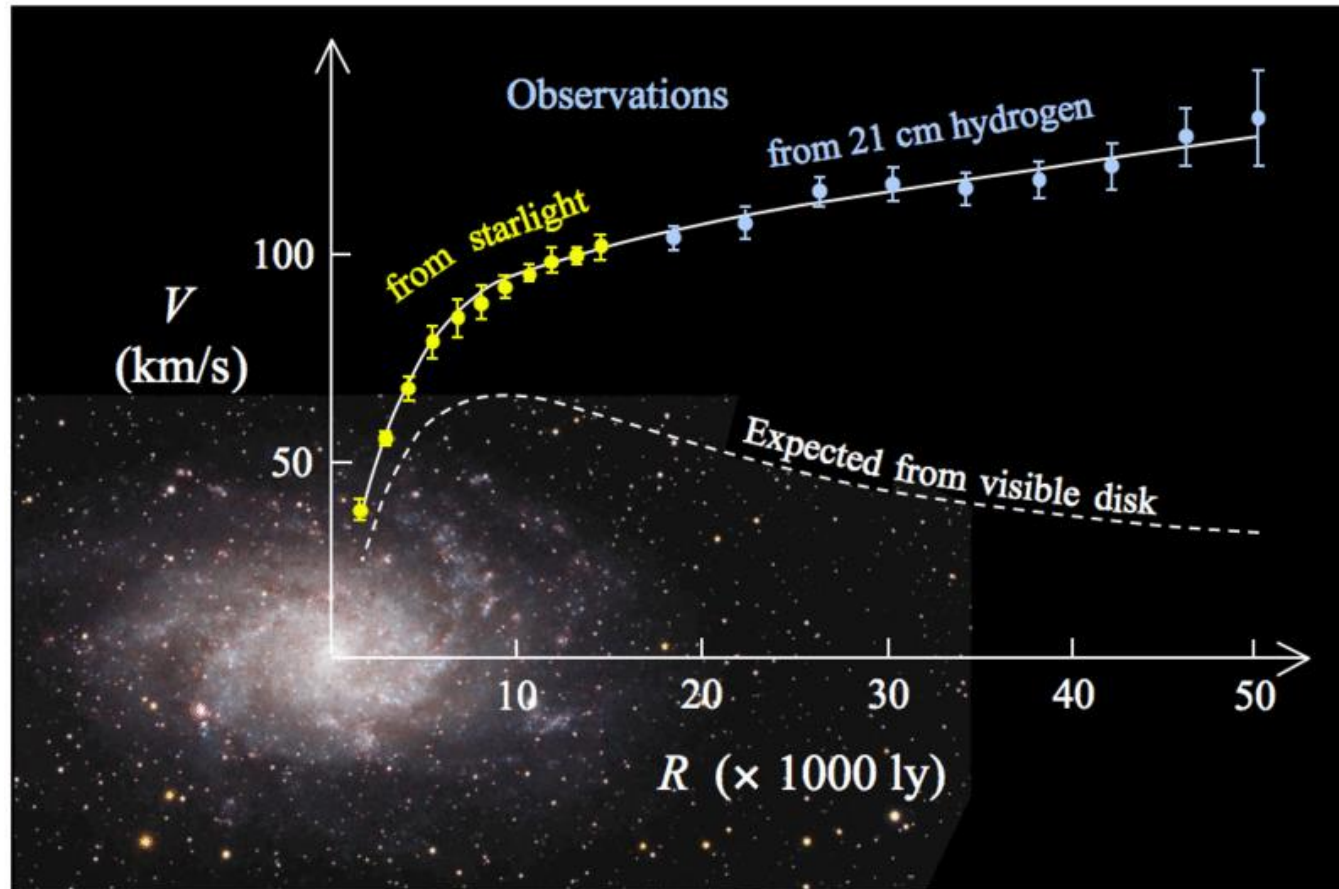 Observations
from 21 cm hydrogen
from starlight
100
V
(km/s)
50
Expected from visible disk
10 20 30 40 50
R (× 1000 ly)